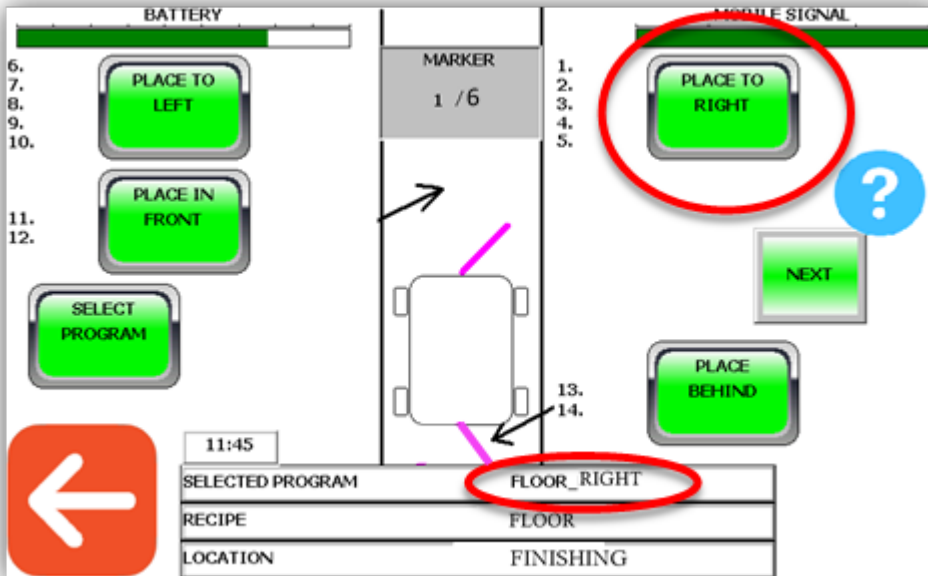 BATTERY
MOBILE SIGNAL
6.
7.
8.
9.
10.
PLACE TO
LEFT
MARKER
1 /6
1.
2.
3.
4.
5.
PLACE TO
RIGHT
11.
12.
PLACE IN
FRONT
?
NEXT
SELECT
PROGRAM
13.
14.
PLACE
BEHIND
11:45
SELECTED PROGRAM FLOOR_RIGHT
RECIPE FLOOR
LOCATION FINISHING